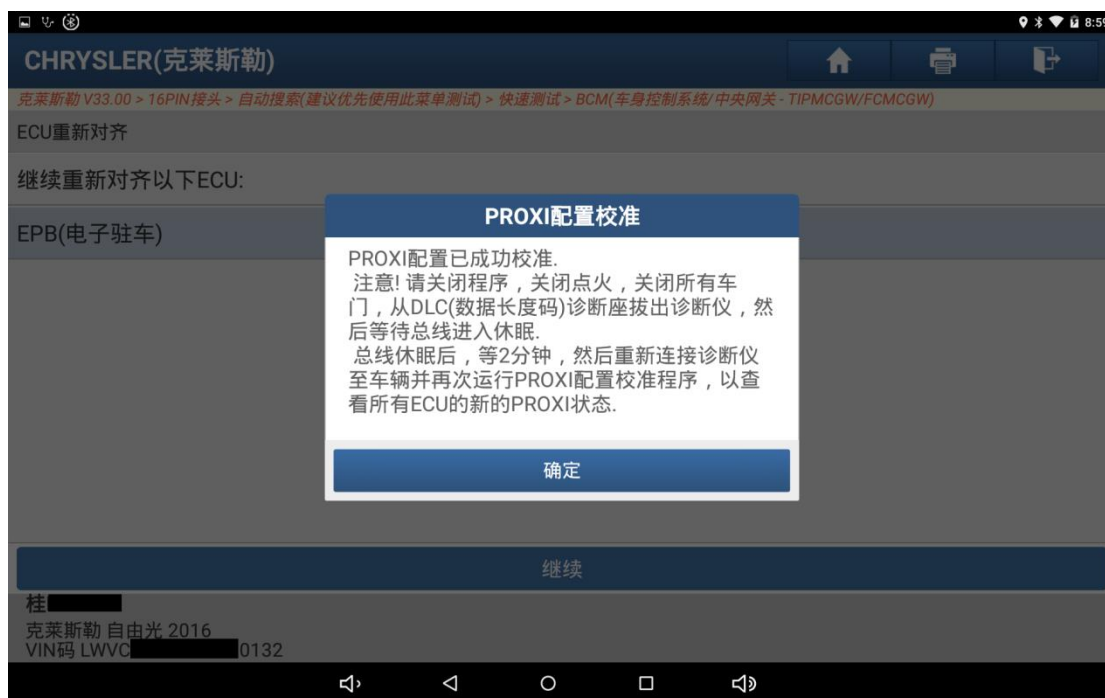 8:59
CHRYSLER(克莱斯勒)
克莱斯勒 V33.00 > 16PIN接头 > 自动搜索(建议优先使用此菜单测试) > 快速测试 > BCM(车身控制系统/中央网关 - TIPMCGW/FCMCGW)
ECU重新对齐
继续重新对齐以下ECU:
EPB(电子驻车)
PROXI配置校准
PROXI配置已成功校准.
注意! 请关闭程序，关闭点火，关闭所有车
门，从DLC(数据长度码)诊断座拔出诊断仪，然
后等待总线进入休眠.
总线休眠后，等2分钟，然后重新连接诊断仪
至车辆并再次运行PROXI配置校准程序，以查
看所有ECU的新的PROXI状态.
确定
继续
桂
克莱斯勒 自由光 2016
VIN码 LWVC 0132